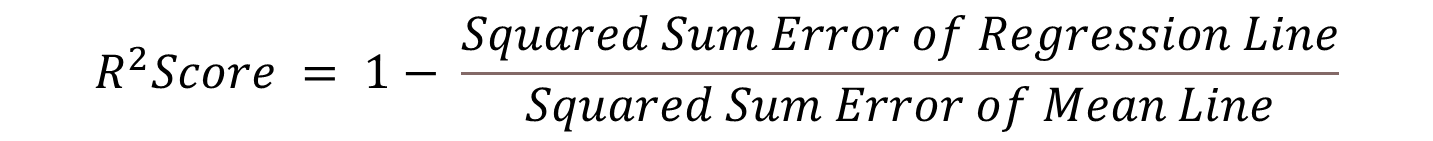 R²Score = 1 − Squared Sum Error of Regression Line / Squared Sum Error of Mean Line